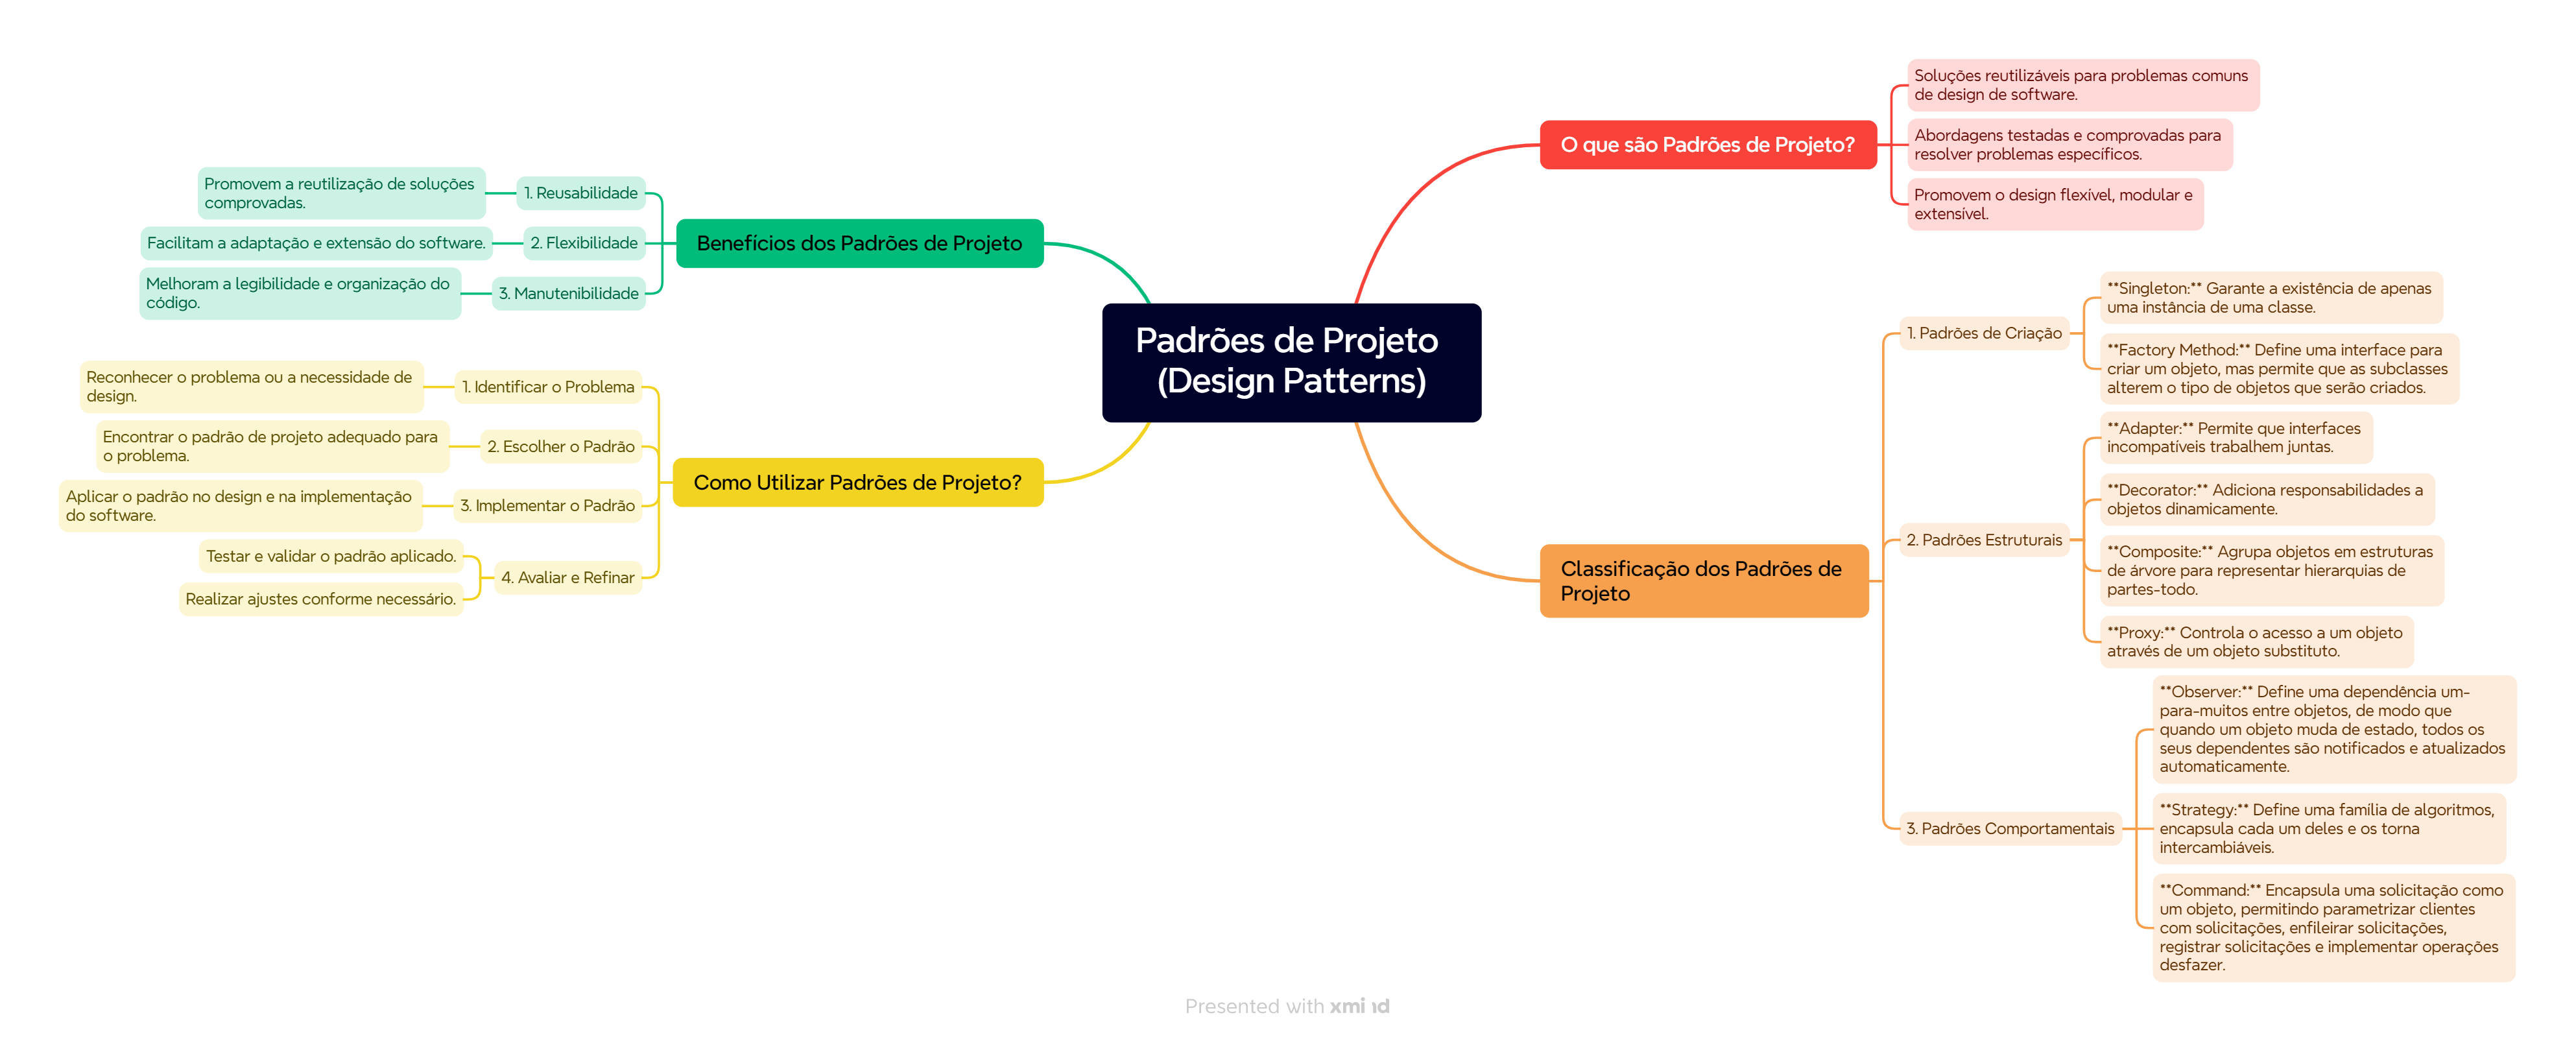 Padrões de Projeto
(Design Patterns)
O que são Padrões de Projeto?
Soluções reutilizáveis para problemas comuns
de design de software.
Abordagens testadas e comprovadas para
resolver problemas específicos.
Promovem o design flexível, modular e
extensível.
Classificação dos Padrões de
Projeto
1. Padrões de Criação
**Singleton:** Garante a existência de apenas
uma instância de uma classe.
**Factory Method:** Define uma interface para
criar um objeto, mas permite que as subclasses
alterem o tipo de objetos que serão criados.
2. Padrões Estruturais
**Adapter:** Permite que interfaces
incompatíveis trabalhem juntas.
**Decorator:** Adiciona responsabilidades a
objetos dinamicamente.
**Composite:** Agrupa objetos em estruturas
de árvore para representar hierarquias de
partes-todo.
**Proxy:** Controla o acesso a um objeto
através de um objeto substituto.
3. Padrões Comportamentais
**Observer:** Define uma dependência um-
para-muitos entre objetos, de modo que
quando um objeto muda de estado, todos os
seus dependentes são notificados e atualizados
automaticamente.
**Strategy:** Define uma família de algoritmos,
encapsula cada um deles e os torna
intercambiáveis.
**Command:** Encapsula uma solicitação como
um objeto, permitindo parametrizar clientes
com solicitações, enfileirar solicitações,
registrar solicitações e implementar operações
desfazer.
Benefícios dos Padrões de Projeto
1. Reusabilidade
Promovem a reutilização de soluções
comprovadas.
2. Flexibilidade
Facilitam a adaptação e extensão do software.
3. Manutenibilidade
Melhoram a legibilidade e organização do
código.
Como Utilizar Padrões de Projeto?
1. Identificar o Problema
Reconhecer o problema ou a necessidade de
design.
2. Escolher o Padrão
Encontrar o padrão de projeto adequado para
o problema.
3. Implementar o Padrão
Aplicar o padrão no design e na implementação
do software.
4. Avaliar e Refinar
Testar e validar o padrão aplicado.
Realizar ajustes conforme necessário.
Presented with xmind